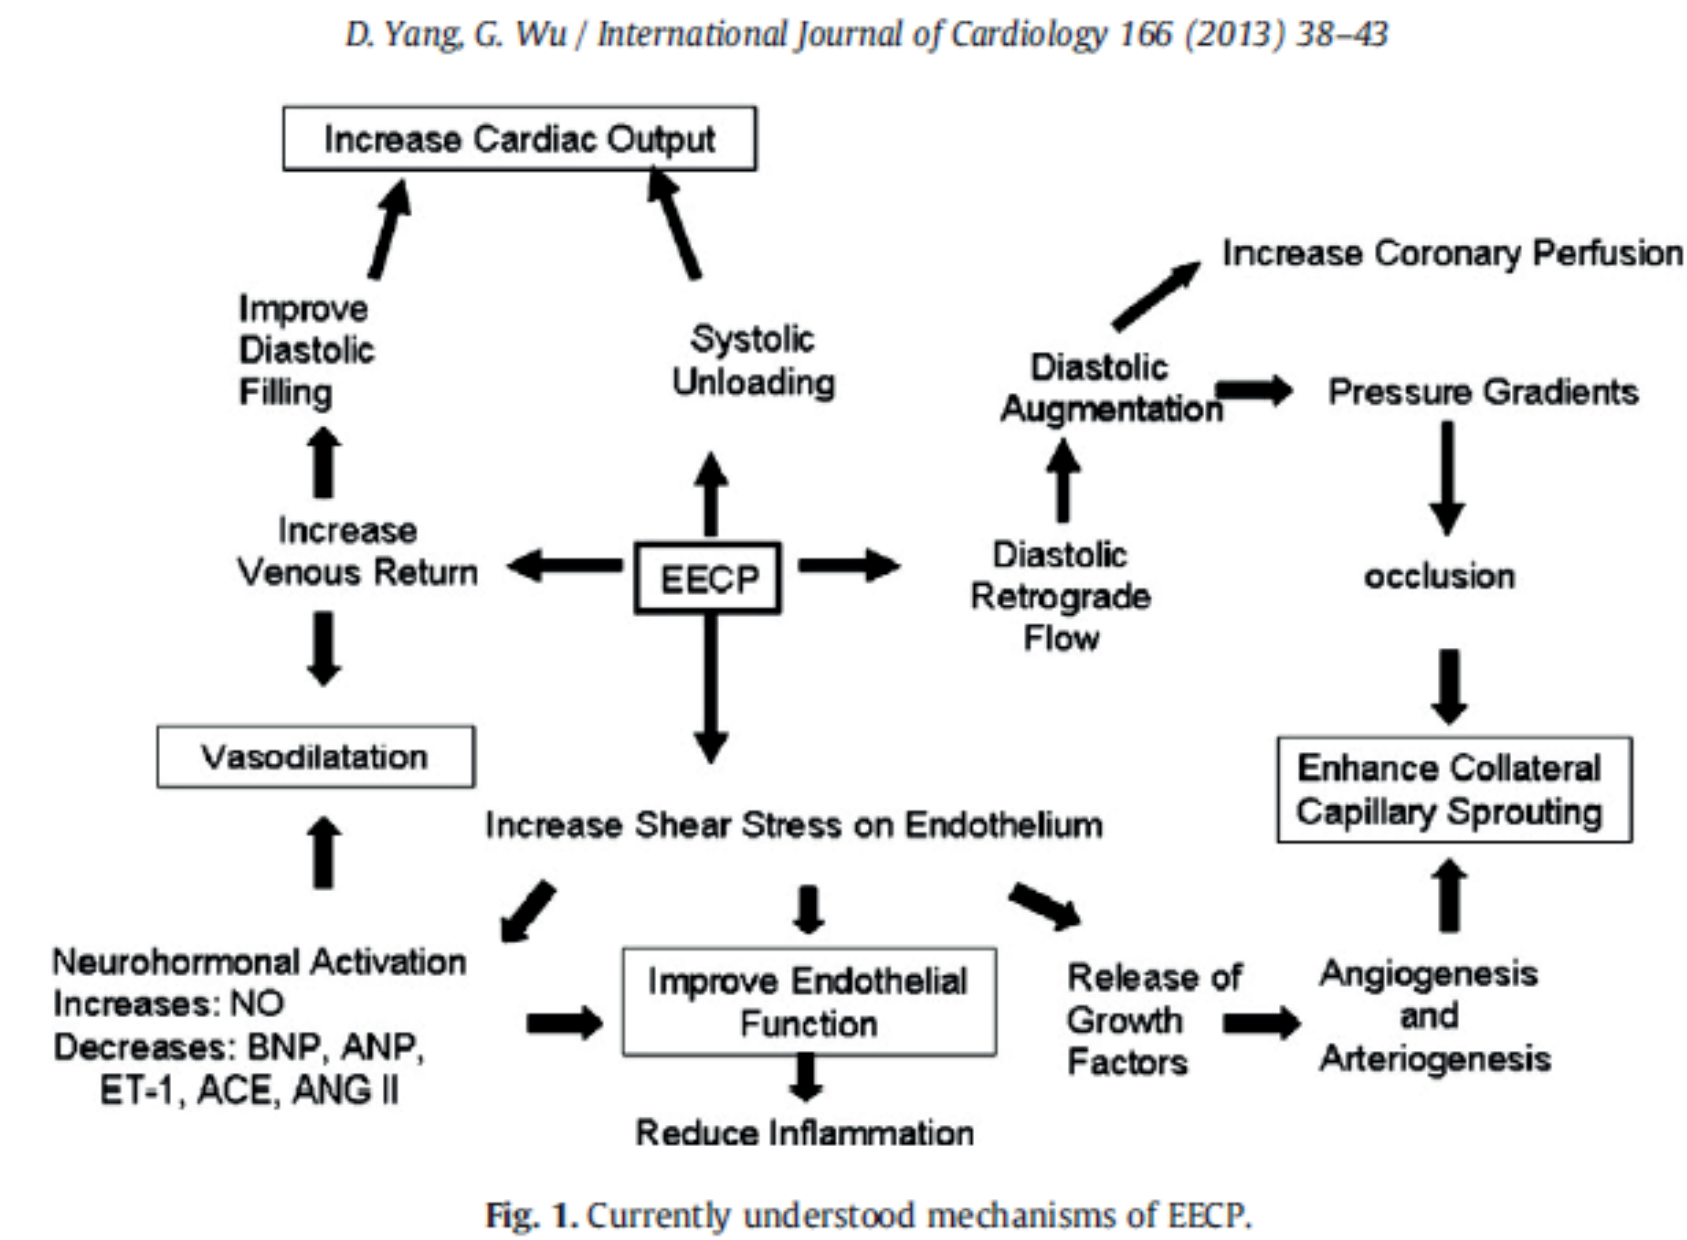 D. Yang, G. Wu / International Journal of Cardiology 166 (2013) 38–43
Increase Cardiac Output
Increase Coronary Perfusion
Improve
Diastolic
Filling
Systolic
Unloading
Diastolic
Augmentation
Pressure Gradients
Increase
Venous Return
EECP
Diastolic
Retrograde
Flow
occlusion
Vasodilatation
Enhance Collateral
Capillary Sprouting
Increase Shear Stress on Endothelium
Neurohormonal Activation
Increases: NO
Decreases: BNP, ANP,
ET-1, ACE, ANG II
Improve Endothelial
Function
Release of
Growth
Factors
Angiogenesis
and
Arteriogenesis
Reduce Inflammation
Fig. 1. Currently understood mechanisms of EECP.